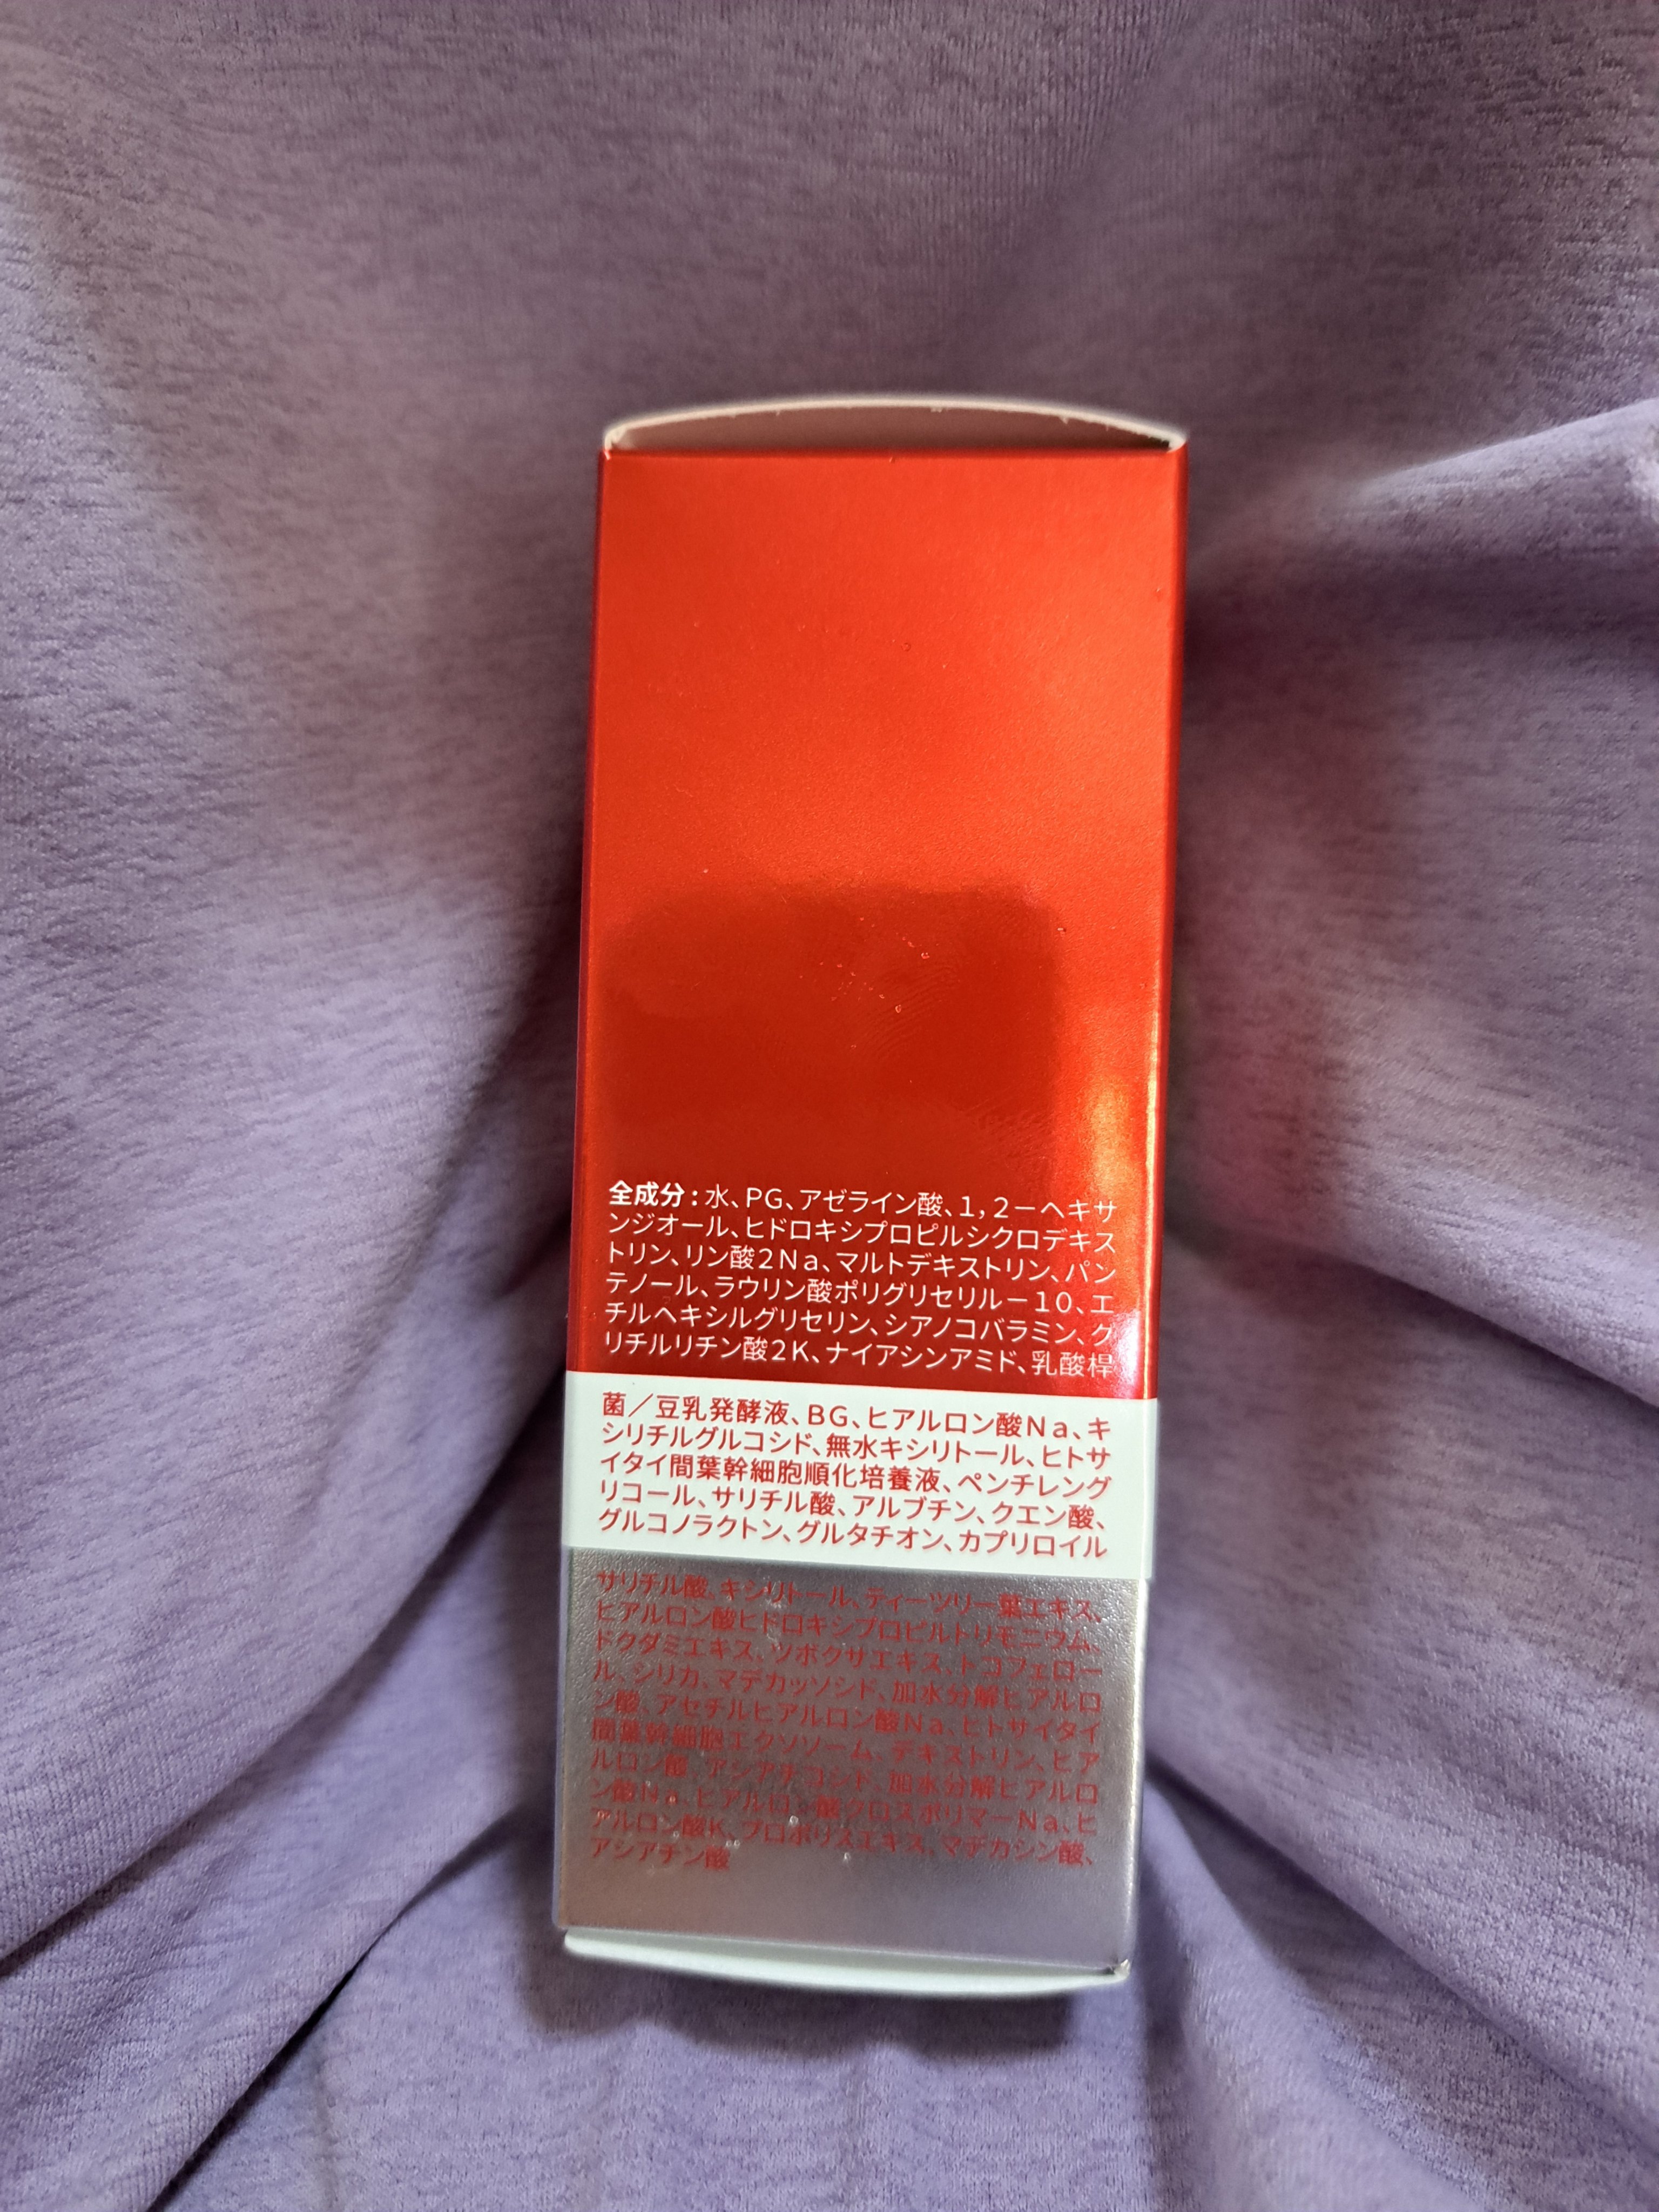 全成分：水、PG、アゼライン酸、1，2－ヘキサ
ンジオール、ヒドロキシプロピルシクロデキス
トリン、リン酸2Na、マルトデキストリン、パン
テノール、ラウリン酸ポリグリセリル－10、エ
チルヘキシルグリセリン、シアノコバラミン、グ
リチルリチン酸2K、ナイアシンアミド、乳酸桿
菌／豆乳発酵液、BG、ヒアルロン酸Na、キ
シリチルグルコシド、無水キシリトール、ヒトサ
イタイ間葉幹細胞順化培養液、ペンチレング
リコール、サリチル酸、アルブチン、クエン酸、
グルコノラクトン、グルタチオン、カプリロイル
サリチル酸、キシリトール、ティーツリー葉エキス、
ヒアルロン酸ヒドロキシプロピルトリモニウム、
ドクダミエキス、ツボクサエキス、トコフェロー
ル、シリカ、マデカッソシド、加水分解ヒアルロ
ン酸、アセチルヒアルロン酸Na、ヒトサイタイ
間葉幹細胞エクソソーム、デキストリン、ヒア
ルロン酸、アシアチコシド、加水分解ヒアルロ
ン酸Na、ヒアルロン酸クロスポリマーNa、ヒ
アルロン酸K、プロポリスエキス、マデカシン酸、
アシアチン酸